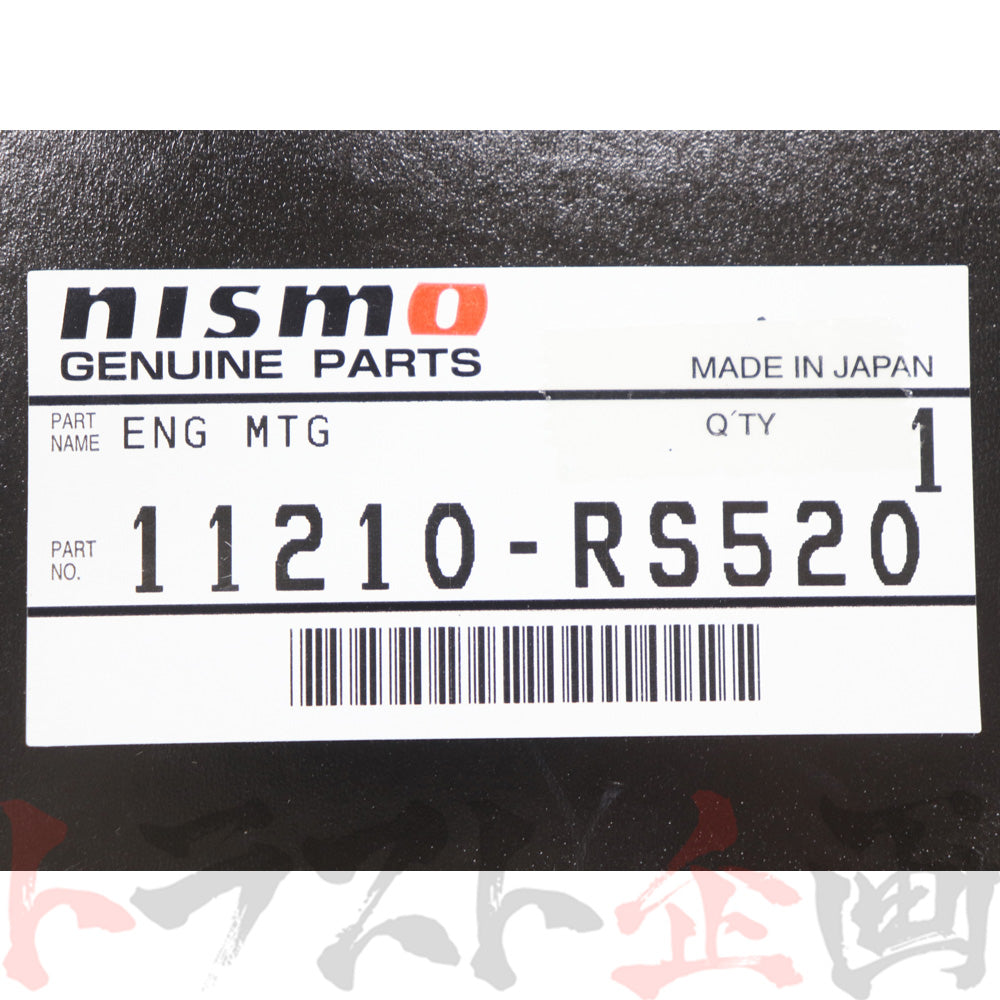 nismo
GENUINE PARTS
MADE IN JAPAN
PART NAME ENG MTG
Q'TY 1
PART NO. 11210-RS520
トラスト企画